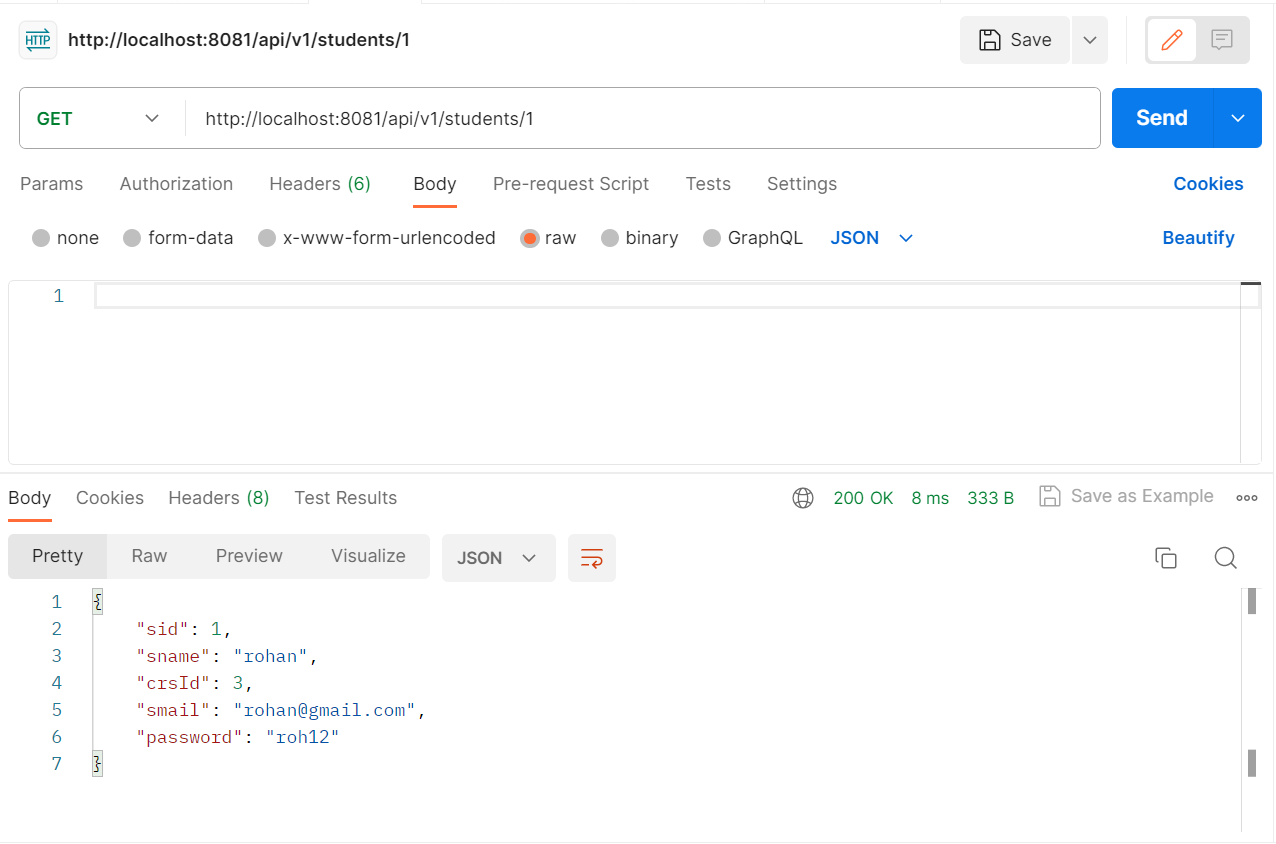 HTTP http://localhost:8081/api/v1/students/1 Save
GET http://localhost:8081/api/v1/students/1 Send
Params Authorization Headers (6) Body Pre-request Script Tests Settings Cookies
none form-data x-www-form-urlencoded raw binary GraphQL JSON Beautify
1
Body Cookies Headers (8) Test Results 200 OK 8 ms 333 B Save as Example
Pretty Raw Preview Visualize JSON
1 {
2 "sid": 1,
3 "sname": "rohan",
4 "crsId": 3,
5 "smail": "rohan@gmail.com",
6 "password": "roh12"
7 }